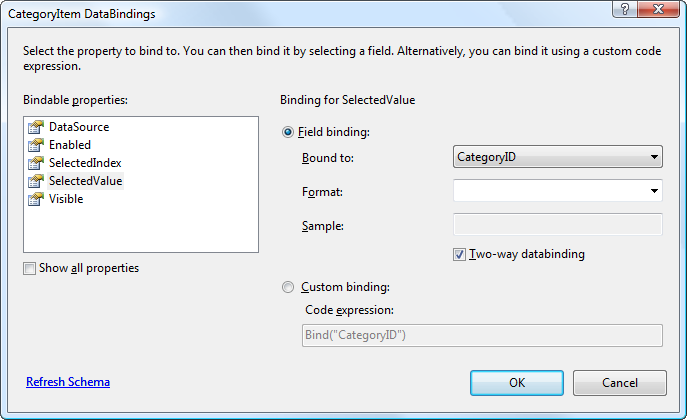 CategoryItem DataBindings
Select the property to bind to. You can then bind it by selecting a field. Alternatively, you can bind it using a custom code
expression.
Bindable properties:
DataSource
Enabled
SelectedIndex
SelectedValue
Visible
Show all properties
Binding for SelectedValue
Field binding:
Bound to: CategoryID
Format:
Sample:
Two-way databinding
Custom binding:
Code expression:
Bind("CategoryID")
Refresh Schema
OK Cancel